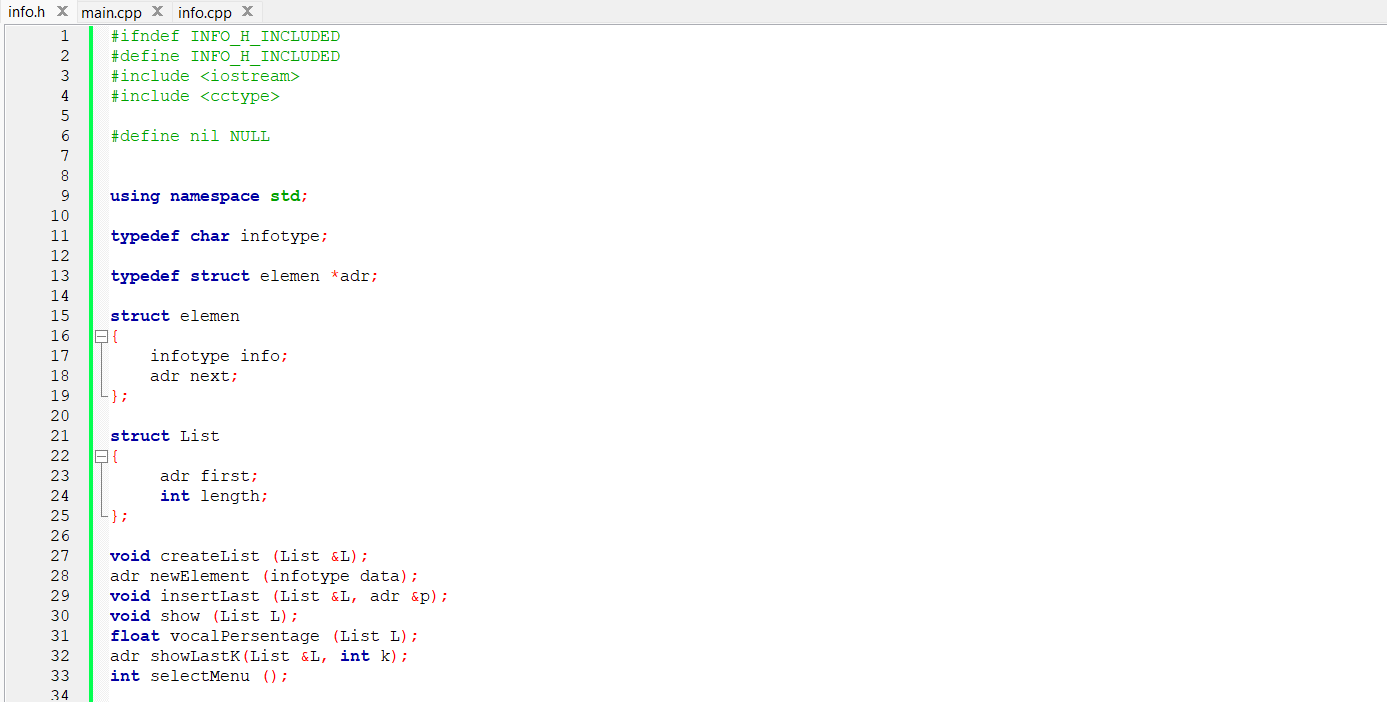 info.h X main.cpp X info.cpp X
1 #ifndef INFO_H_INCLUDED
2 #define INFO_H_INCLUDED
3 #include <iostream>
4 #include <cctype>
5
6 #define nil NULL
7
8
9 using namespace std;
10
11 typedef char infotype;
12
13 typedef struct elemen *adr;
14
15 struct elemen
16 {
17     infotype info;
18     adr next;
19 };
20
21 struct List
22 {
23      adr first;
24      int length;
25 };
26
27 void createList (List &L);
28 adr newElement (infotype data);
29 void insertLast (List &L, adr &p);
30 void show (List L);
31 float vocalPersentage (List L);
32 adr showLastK(List &L, int k);
33 int selectMenu ();
34